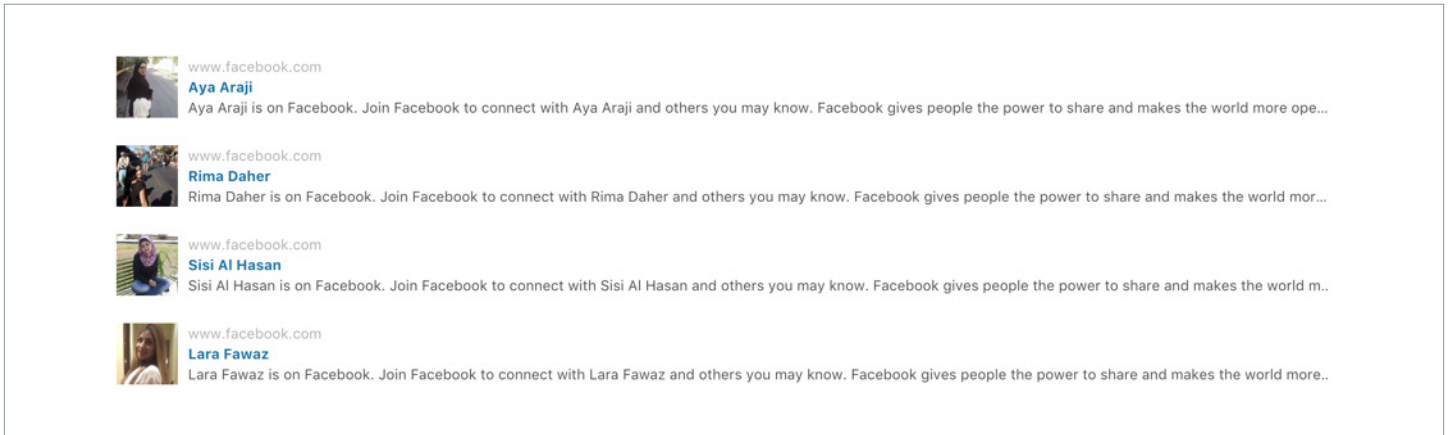 www.facebook.com
Aya Araji
Aya Araji is on Facebook. Join Facebook to connect with Aya Araji and others you may know. Facebook gives people the power to share and makes the world more ope...
www.facebook.com
Rima Daher
Rima Daher is on Facebook. Join Facebook to connect with Rima Daher and others you may know. Facebook gives people the power to share and makes the world mor...
www.facebook.com
Sisi Al Hasan
Sisi Al Hasan is on Facebook. Join Facebook to connect with Sisi Al Hasan and others you may know. Facebook gives people the power to share and makes the world m..
www.facebook.com
Lara Fawaz
Lara Fawaz is on Facebook. Join Facebook to connect with Lara Fawaz and others you may know. Facebook gives people the power to share and makes the world more..